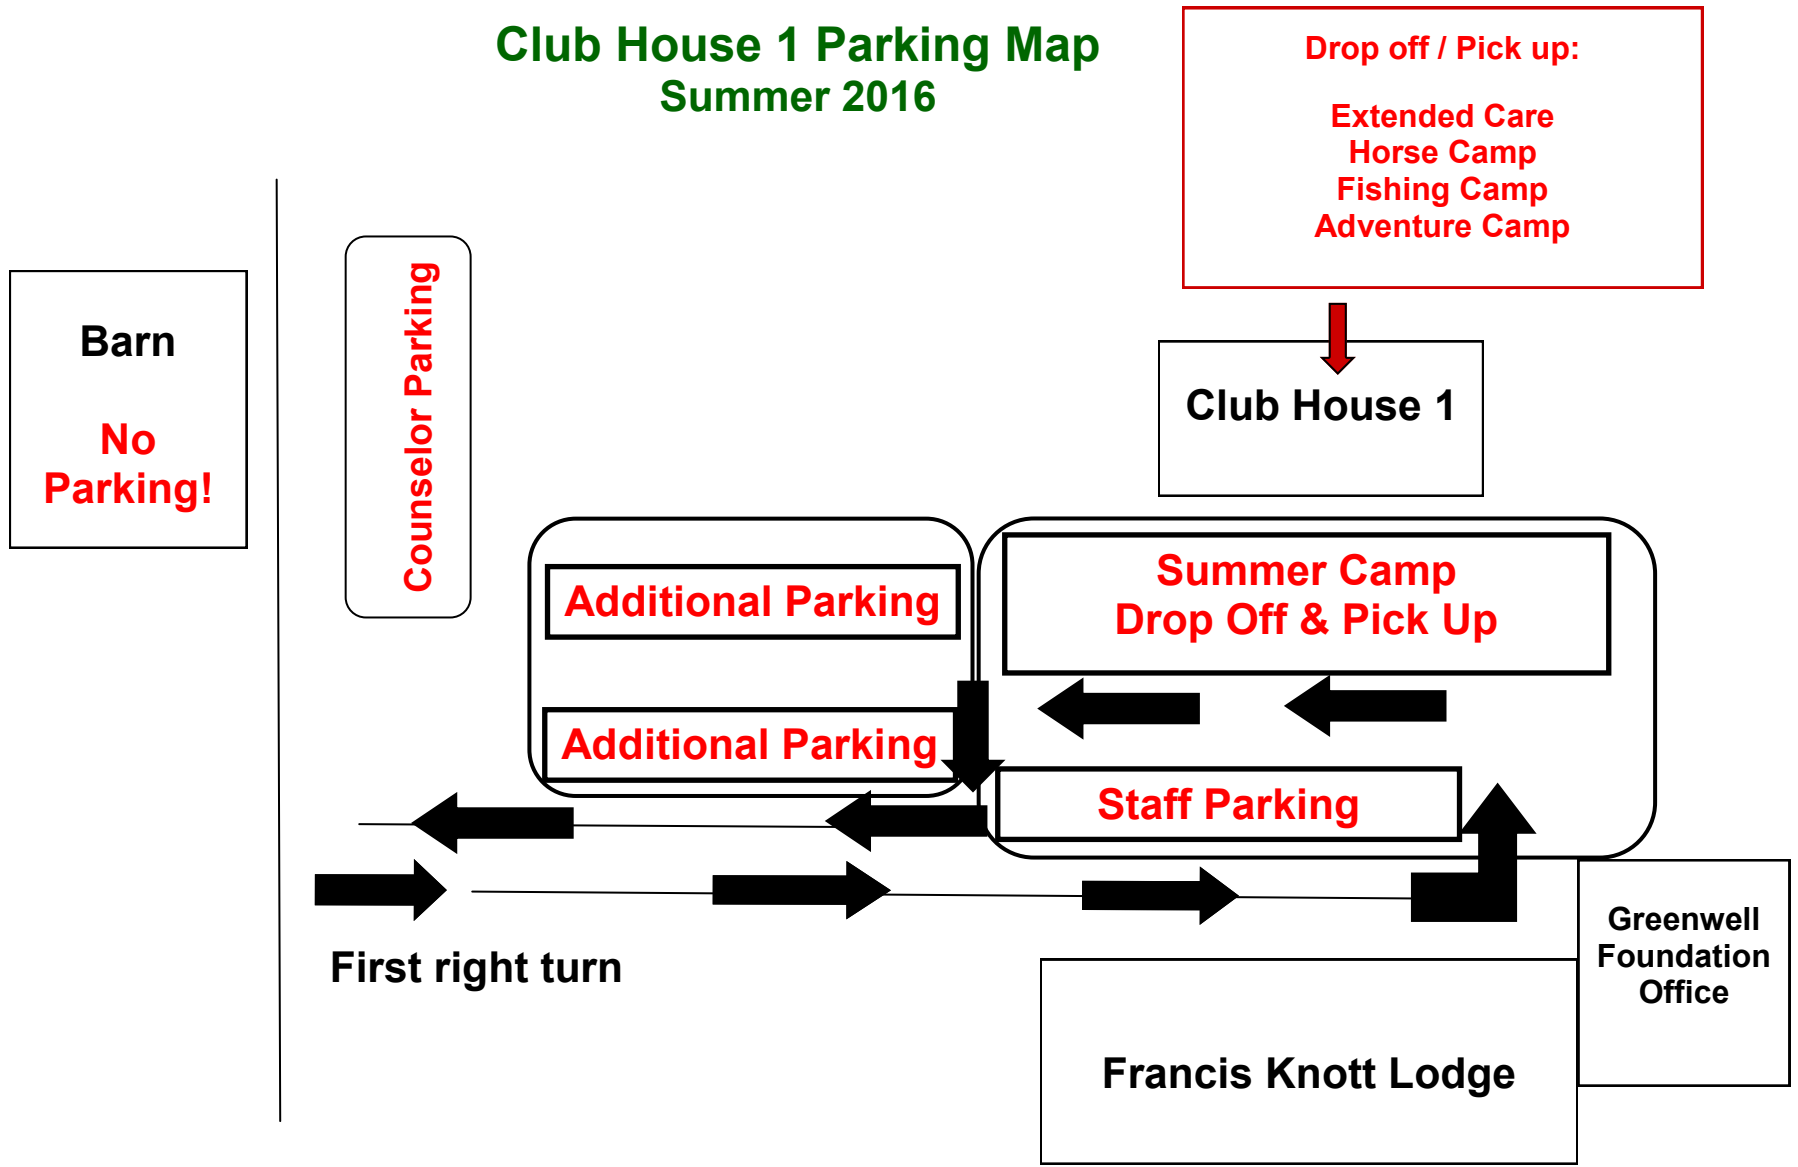 Club House 1 Parking Map
Summer 2016
Drop off / Pick up:
Extended Care
Horse Camp
Fishing Camp
Adventure Camp
Barn
No
Parking!
Counselor Parking
Club House 1
Additional Parking
Summer Camp
Drop Off & Pick Up
Additional Parking
Staff Parking
First right turn
Greenwell
Foundation
Office
Francis Knott Lodge